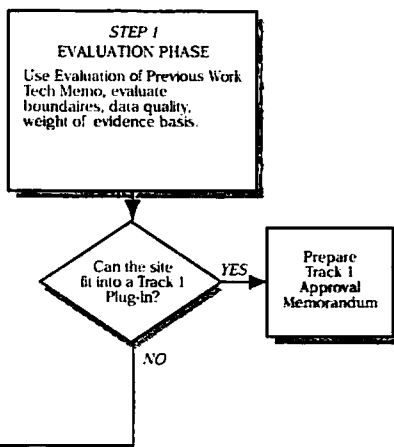 STEP 1
EVALUATION PHASE
Use Evaluation of Previous Work
Tech Memo, evaluate
boundaires, data quality,
weight of evidence basis.
Can the site
fit into a Track 1
Plug-In?
YES
Prepare
Track 1
Approval
Memorandum
NO